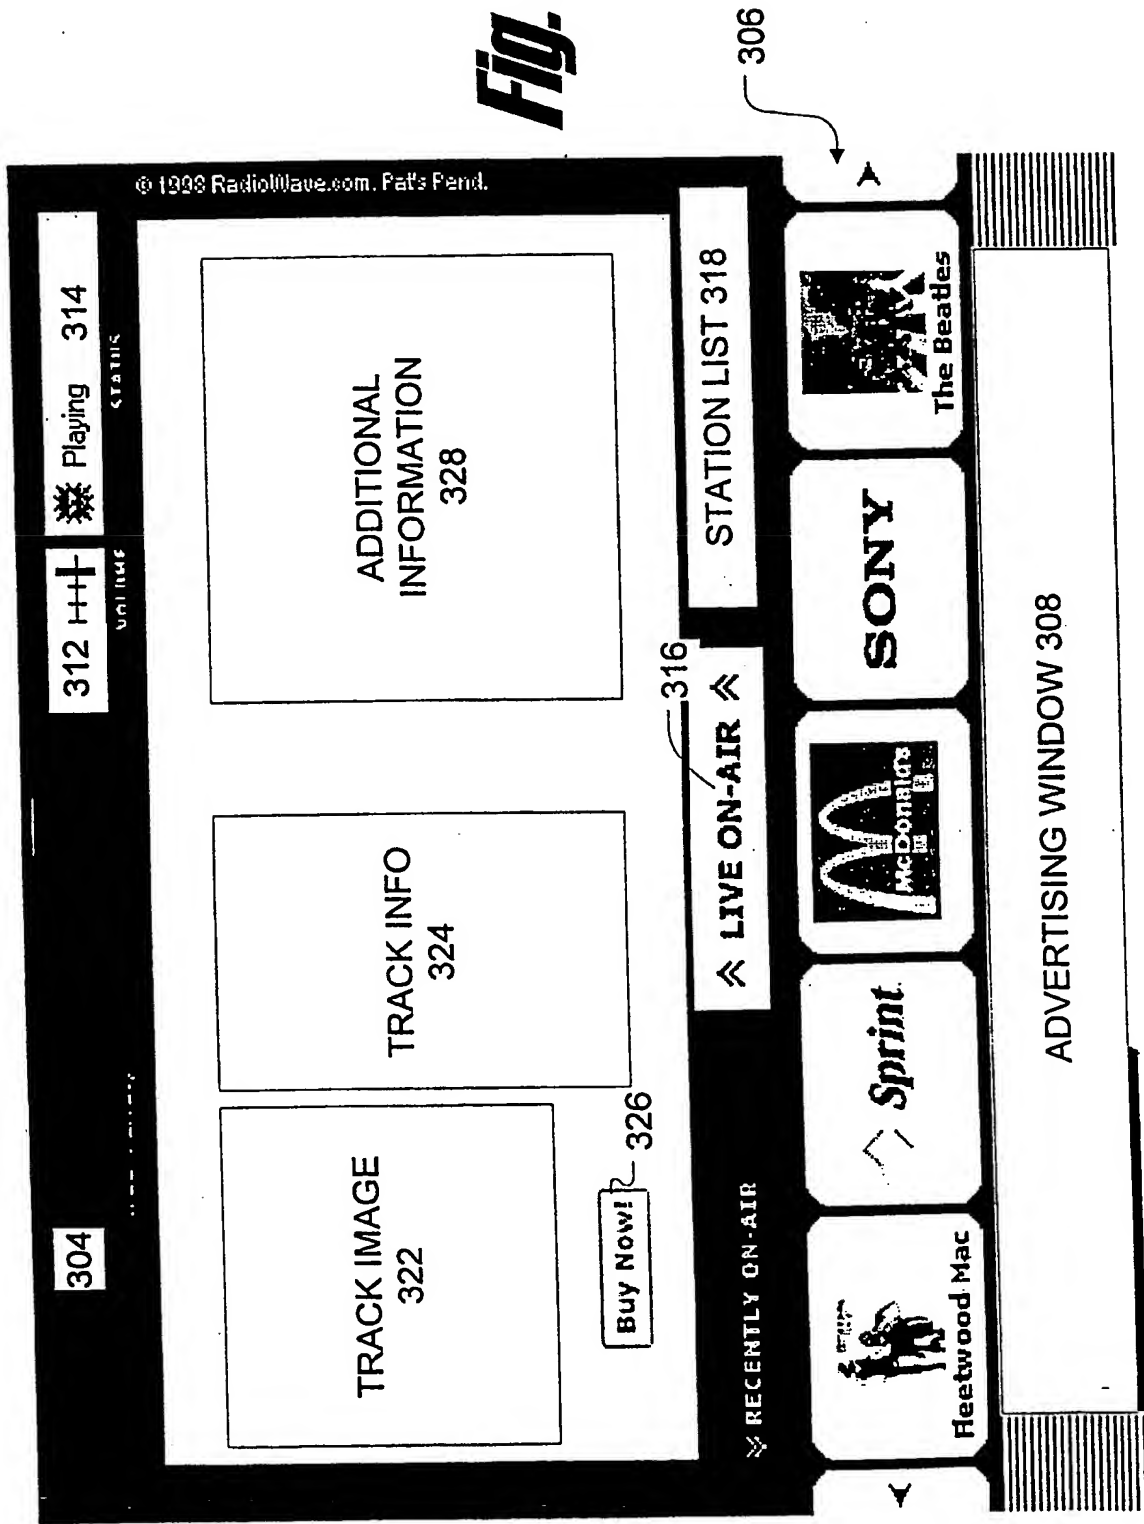 304
312
Playing 314
VOLUME
STATUS
© 1998 RadioWave.com. Pat's Pend.
TRACK IMAGE
322
TRACK INFO
324
ADDITIONAL
INFORMATION
328
Buy Now!
326
316
RECENTLY ON-AIR
LIVE ON-AIR
STATION LIST 318
Fleetwood Mac
Sprint
McDonald's
SONY
The Beatles
306
ADVERTISING WINDOW 308
Fig.